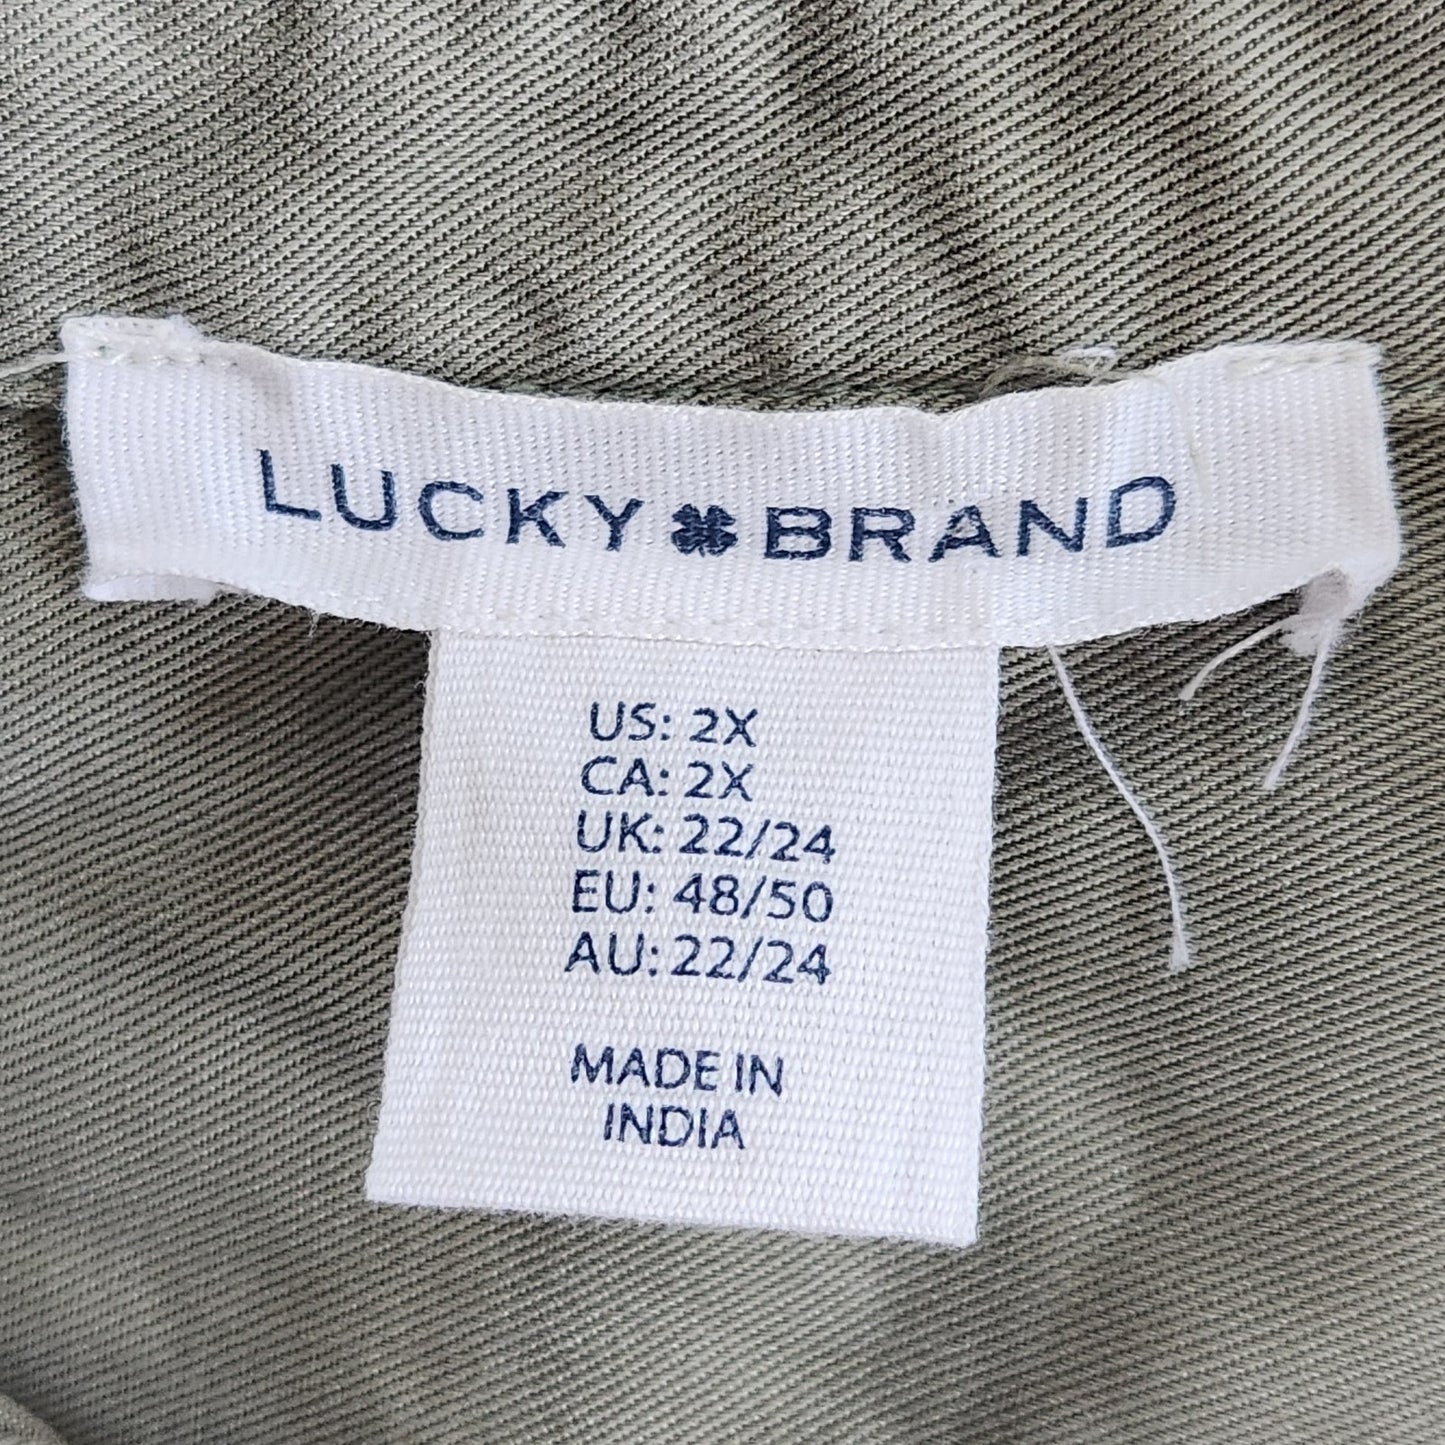 LUCKY BRAND
US: 2X
CA: 2X
UK: 22/24
EU: 48/50
AU: 22/24
MADE IN
INDIA